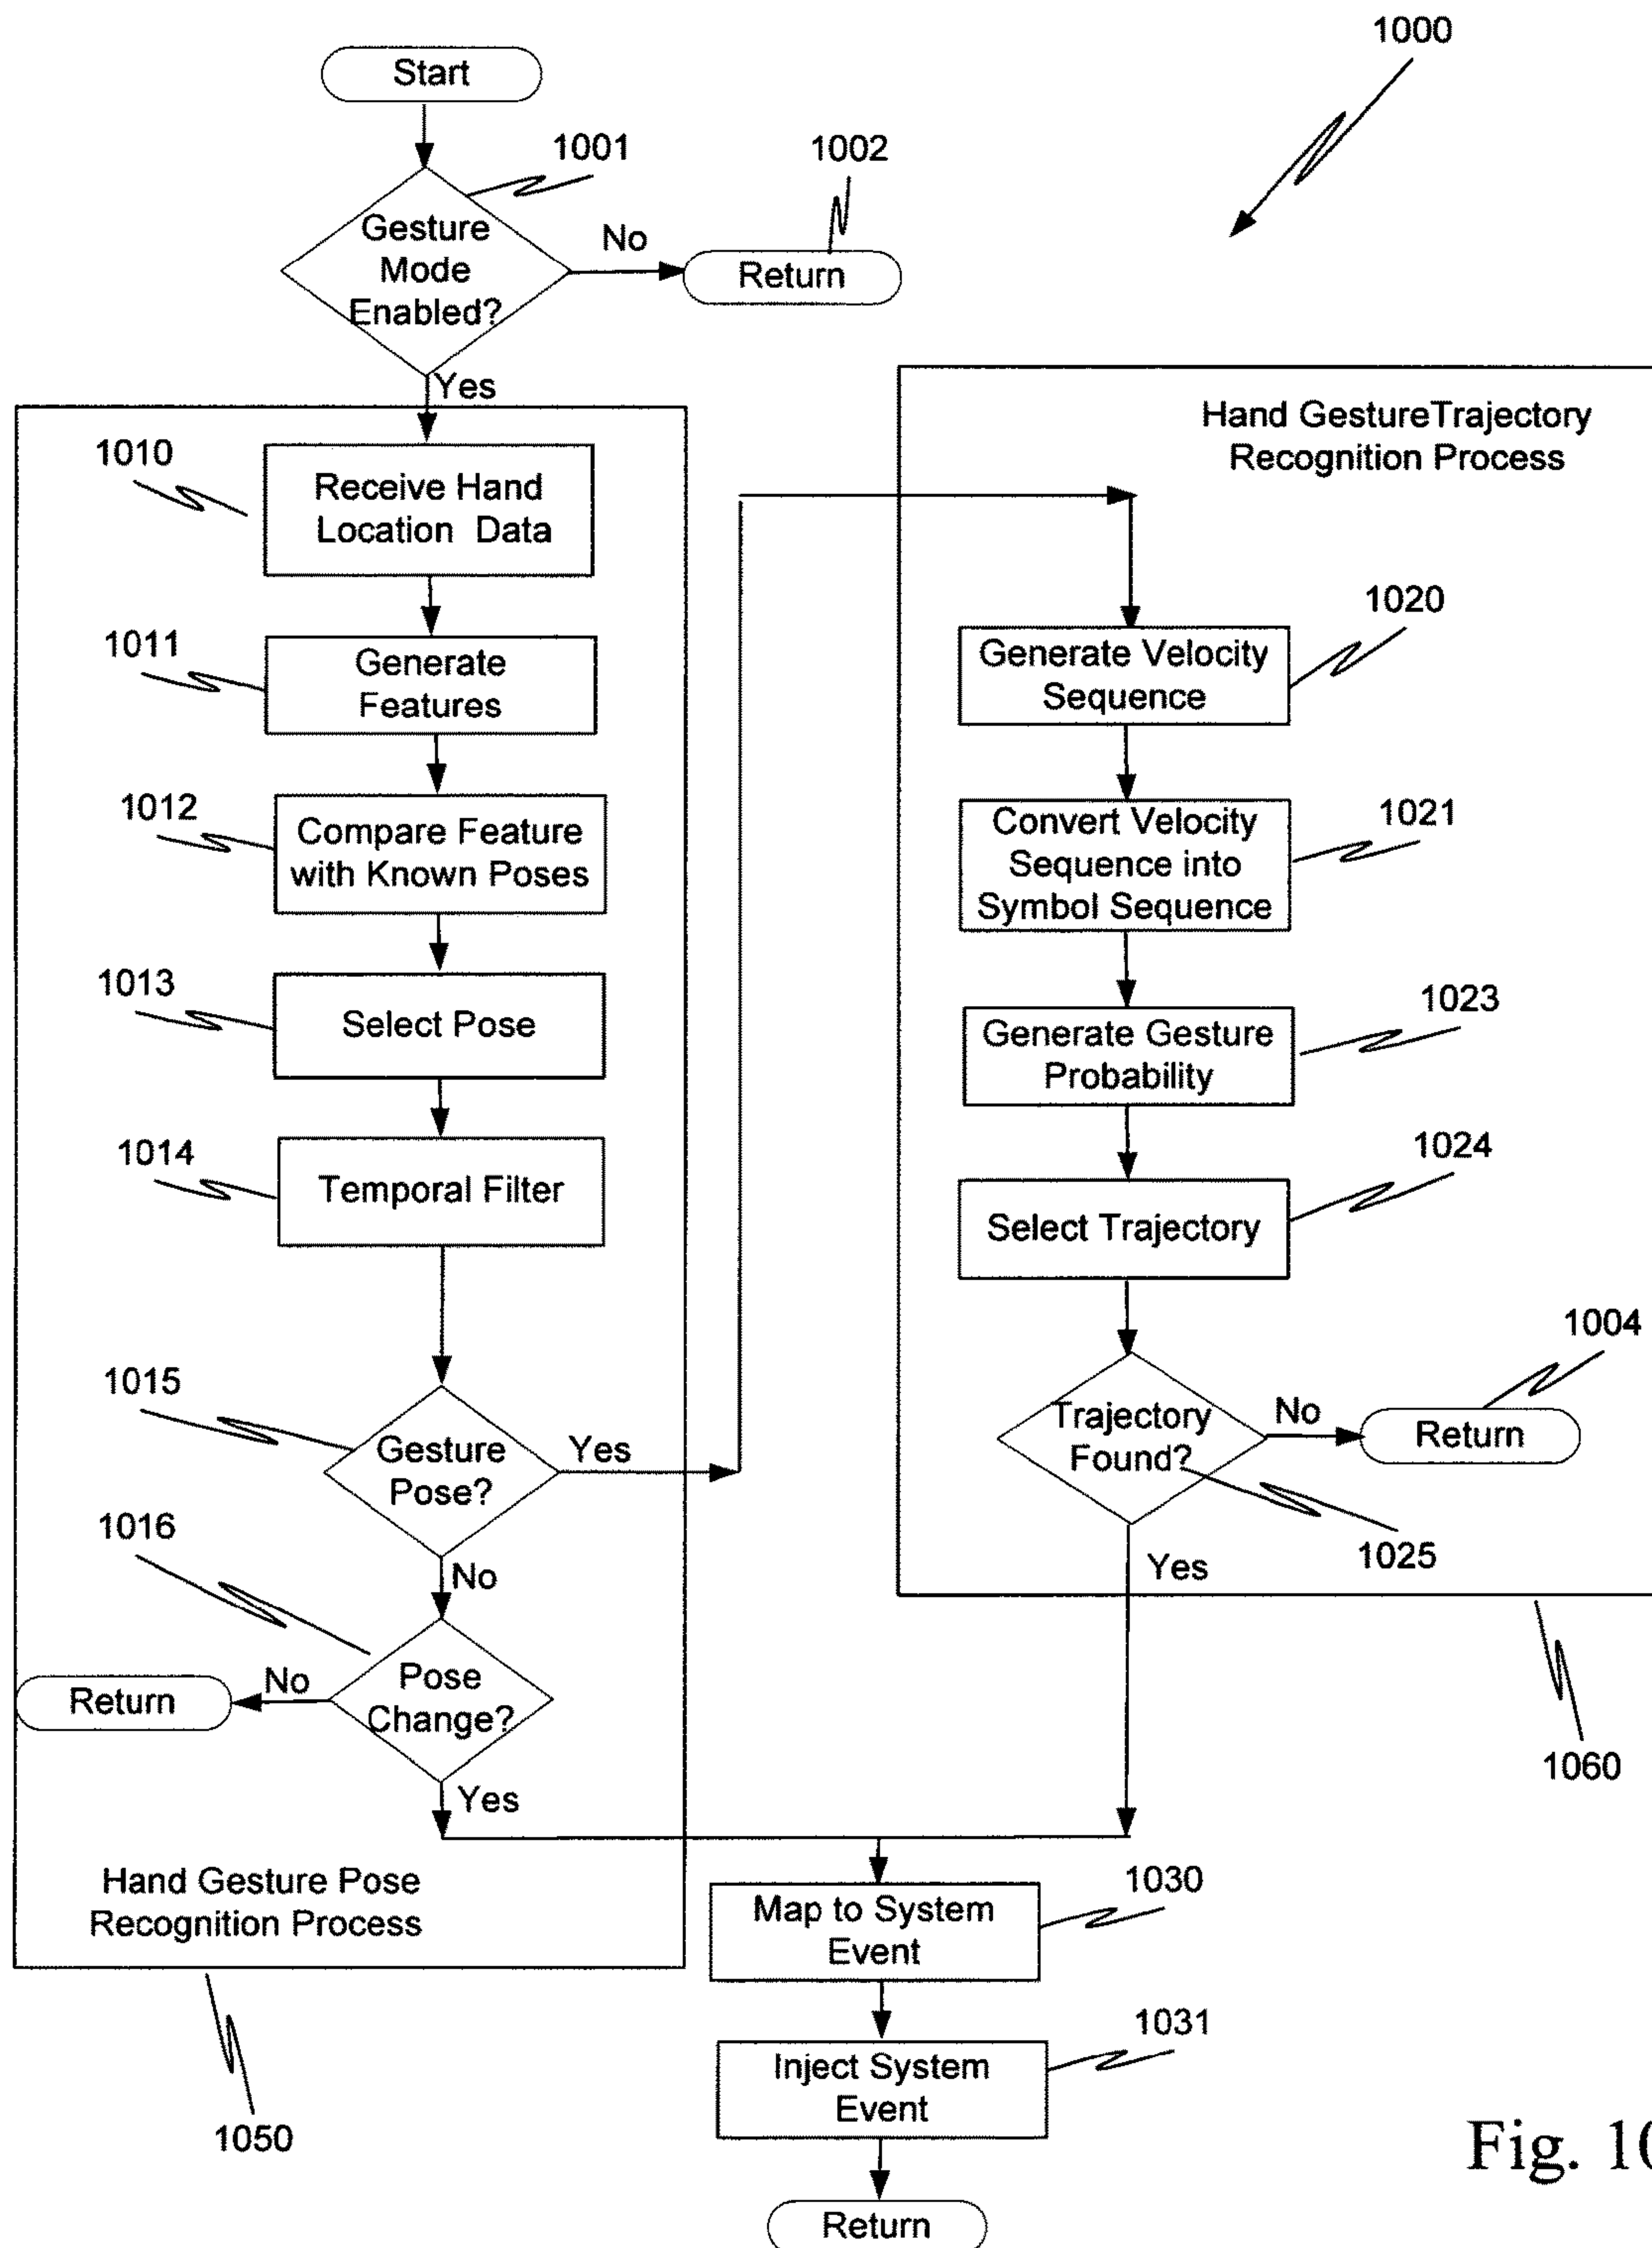 1000
Start
1001
1002
Gesture
Mode
Enabled?
No
Return
Yes
1010
Receive Hand
Location Data
1011
Generate
Features
1012
Compare Feature
with Known Poses
1013
Select Pose
1014
Temporal Filter
1015
Gesture
Pose?
Yes
No
1016
Pose
Change?
No
Return
Yes
Hand Gesture Pose
Recognition Process
1050
Hand GestureTrajectory
Recognition Process
1020
Generate Velocity
Sequence
1021
Convert Velocity
Sequence into
Symbol Sequence
1023
Generate Gesture
Probability
1024
Select Trajectory
1004
Trajectory
Found?
No
Return
1025
Yes
1060
1030
Map to System
Event
1031
Inject System
Event
Return
Fig. 10